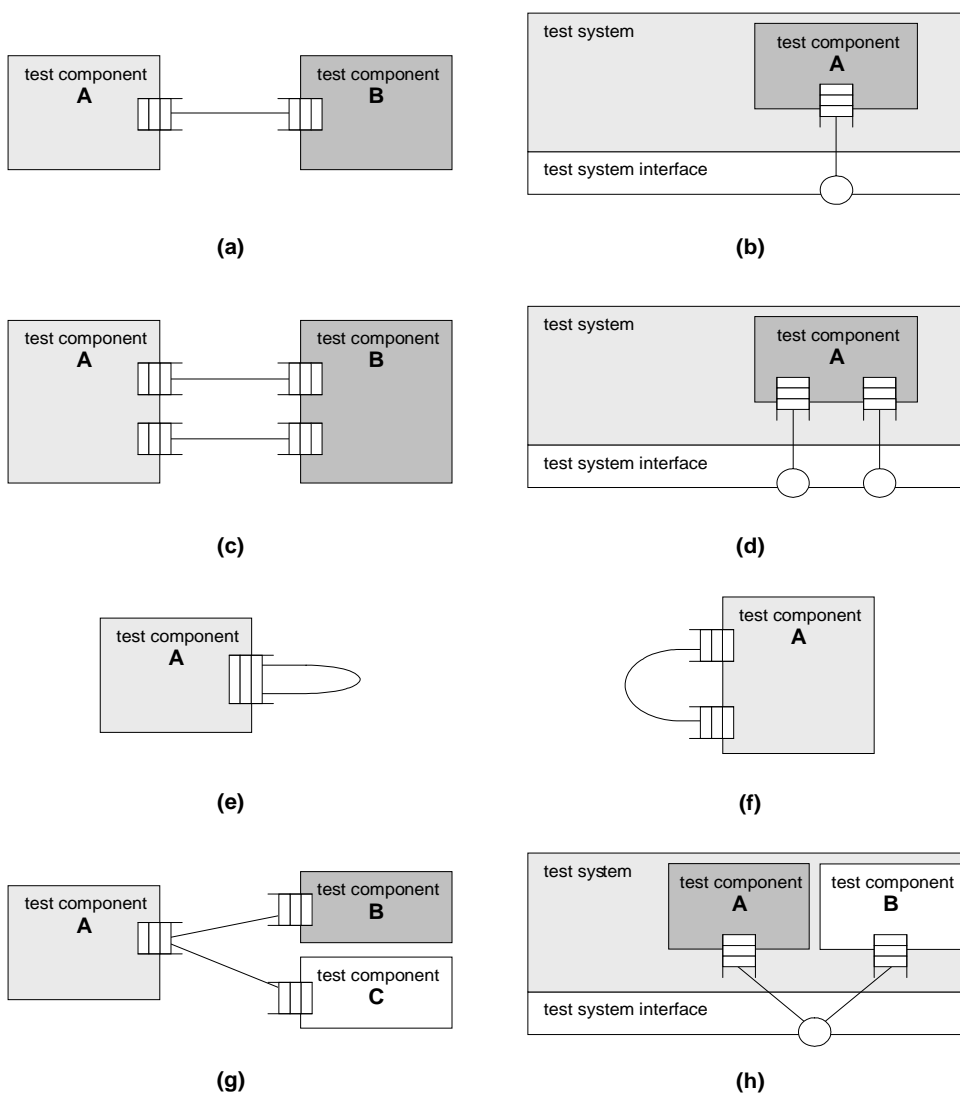 test component
A
test component
B
(a)
test system
test component
A
test system interface
(b)
test component
A
test component
B
(c)
test system
test component
A
test system interface
(d)
test component
A
(e)
test component
A
(f)
test component
A
test component
B
test component
C
(g)
test system
test component
A
test component
B
test system interface
(h)